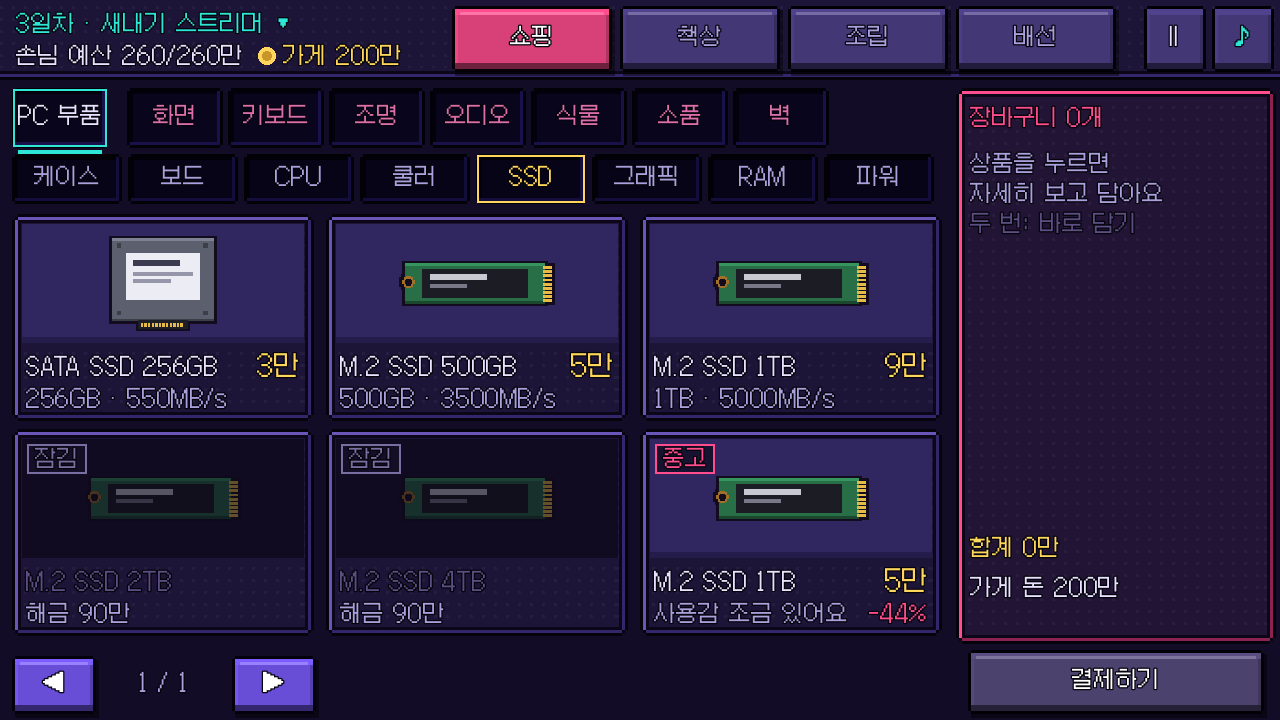 3일차 · 새내기 스트리머 ▼
손님 예산 260/260만 가게 200만
쇼핑
책상
조립
배선
PC 부품
화면
키보드
조명
오디오
식물
소품
벽
케이스
보드
CPU
쿨러
SSD
그래픽
RAM
파워
SATA SSD 256GB 3만
256GB · 550MB/s
M.2 SSD 500GB 5만
500GB · 3500MB/s
M.2 SSD 1TB 9만
1TB · 5000MB/s
잠김
M.2 SSD 2TB
해금 90만
잠김
M.2 SSD 4TB
해금 90만
중고
M.2 SSD 1TB 5만
사용감 조금 있어요 -44%
1 / 1
장바구니 0개
상품을 누르면
자세히 보고 담아요
두 번: 바로 담기
합계 0만
가게 돈 200만
결제하기